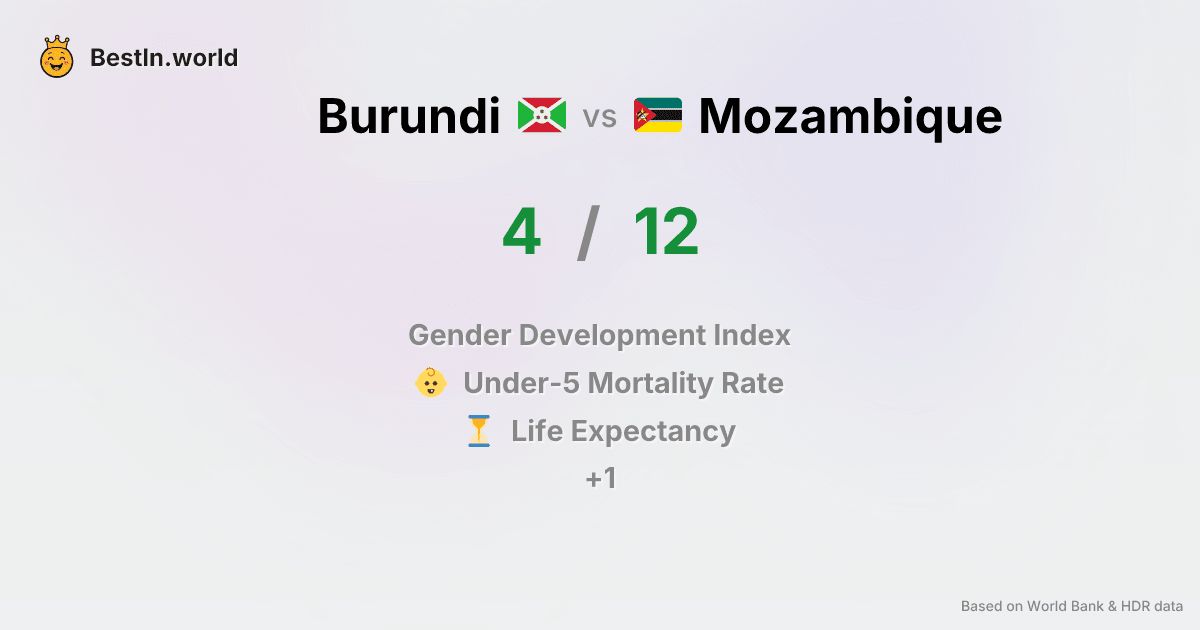 BestIn.world
Burundi vs Mozambique
4 / 12
Gender Development Index
Under-5 Mortality Rate
Life Expectancy
+1
Based on World Bank & HDR data